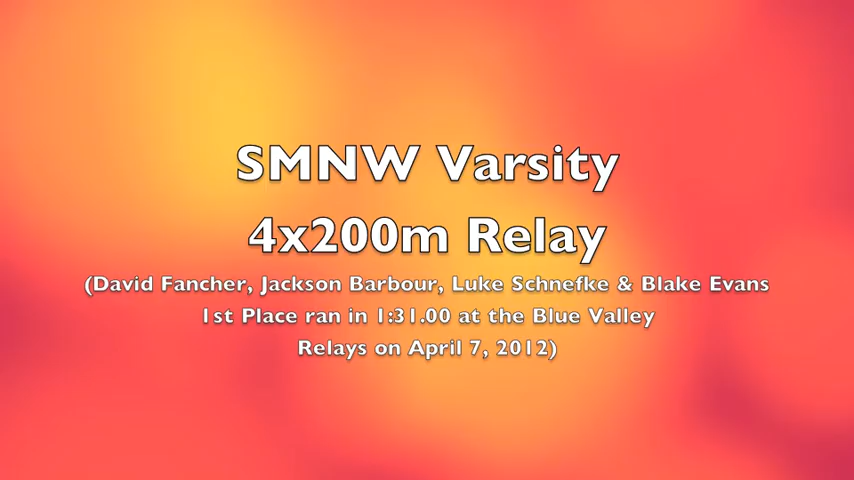 SMNW Varsity
4x200m Relay
(David Fancher, Jackson Barbour, Luke Schnefke & Blake Evans
1st Place ran in 1:31.00 at the Blue Valley
Relays on April 7, 2012)